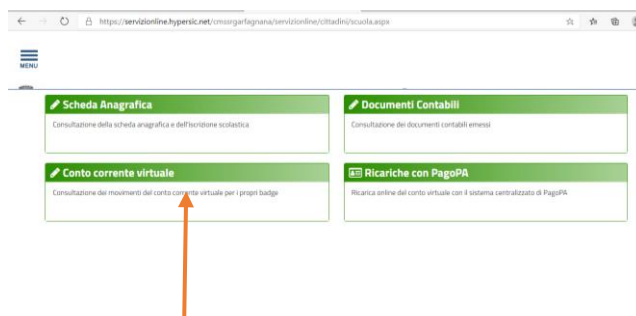 https://servizionline.hypersic.net/cmsrgarfagnana/servizionline/cittadini/scuola.aspx
MENU
Scheda Anagrafica
Consultazione della scheda anagrafica e dell'iscrizione scolastica
Documenti Contabili
Consultazione dei documenti contabili emessi
Conto corrente virtuale
Consultazione dei movimenti del conto corrente virtuale per i propri badge
Ricariche con PagoPA
Ricarica online del conto virtuale con il sistema centralizzato di PagoPA